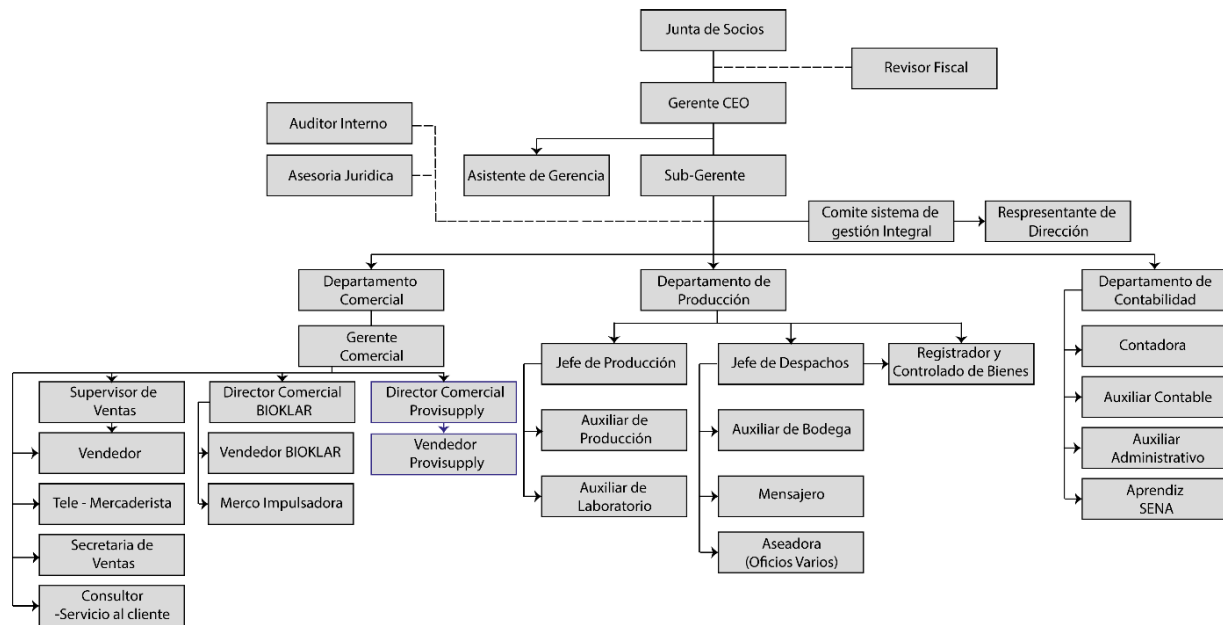 Junta de Socios
Revisor Fiscal
Gerente CEO
Auditor Interno
Asesoria Juridica
Asistente de Gerencia
Sub-Gerente
Comite sistema de
gestión Integral
Respresentante de
Dirección
Departamento
Comercial
Departamento de
Producción
Departamento de
Contabilidad
Gerente
Comercial
Jefe de Producción
Jefe de Despachos
Registrador y
Controlado de Bienes
Contadora
Supervisor de
Ventas
Director Comercial
BIOKLAR
Director Comercial
Provisupply
Auxiliar Contable
Vendedor
Vendedor BIOKLAR
Vendedor
Provisupply
Auxiliar de
Producción
Auxiliar de Bodega
Auxiliar
Administrativo
Tele - Mercaderista
Merco Impulsadora
Auxiliar de
Laboratorio
Mensajero
Aprendiz
SENA
Secretaria de
Ventas
Aseadora
(Oficios Varios)
Consultor
-Servicio al cliente